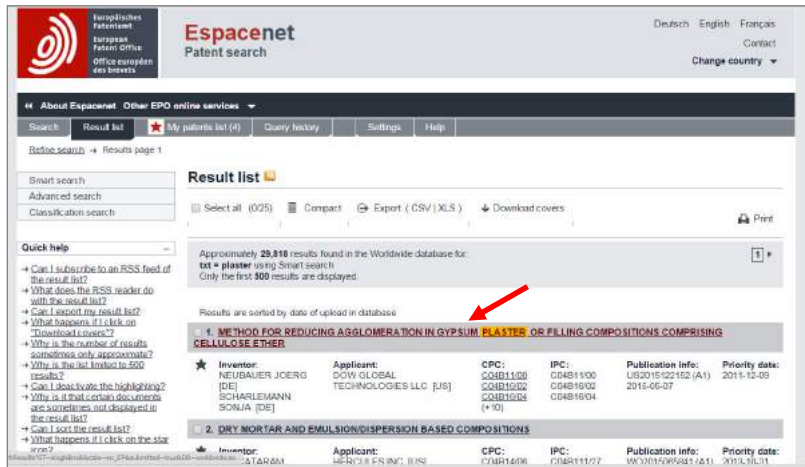 Europäisches
Patentamt
European
Patent Office
Office européen
des brevets
Espacenet
Patent search
Deutsch English Français
Contact
Change country
About Espacenet Other EPO online services
Search Result list My patents list (4) Query history Settings Help
Refine search → Results page 1
Smart search
Advanced search
Classification search
Quick help
→ Can I subscribe to an RSS feed of
the result list?
→ What does the RSS reader do
with the result list?
→ Can I export my result list?
→ What happens if I click on
"Download covers"?
→ Why is the number of results
sometimes only approximate?
→ Why is the list limited to 500
results?
→ Can I deactivate the highlighting?
→ Why is it that certain documents
are sometimes not displayed in
the result list?
→ Can I sort the result list?
→ What happens if I click on the star
icon?
Result list
Select all (0/25) Compact Export ( CSV | XLS ) Download covers
Print
Approximately 29,818 results found in the Worldwide database for:
txt = plaster using Smart search
Only the first 500 results are displayed.
1
Results are sorted by date of upload in database
1. METHOD FOR REDUCING AGGLOMERATION IN GYPSUM, PLASTER, OR FILLING COMPOSITIONS COMPRISING
CELLULOSE ETHER
Inventor: Applicant: CPC: IPC: Publication info: Priority date:
NEUBAUER JOERG DOW GLOBAL C04B11/00 C04B11/00 US2015122152 (A1) 2011-12-09
[DE] TECHNOLOGIES LLC [US] C04B16/02 C04B16/02 2015-05-07
SCHARLEMANN C04B16/04 C04B16/04
SONJA [DE] (+10)
2. DRY MORTAR AND EMULSION/DISPERSION BASED COMPOSITIONS
Inventor: Applicant: CPC: IPC: Publication info: Priority date:
HERCULES INC [US] C04B14/06 C04B111/27 WO2015065841 (A1) 2013-10-31